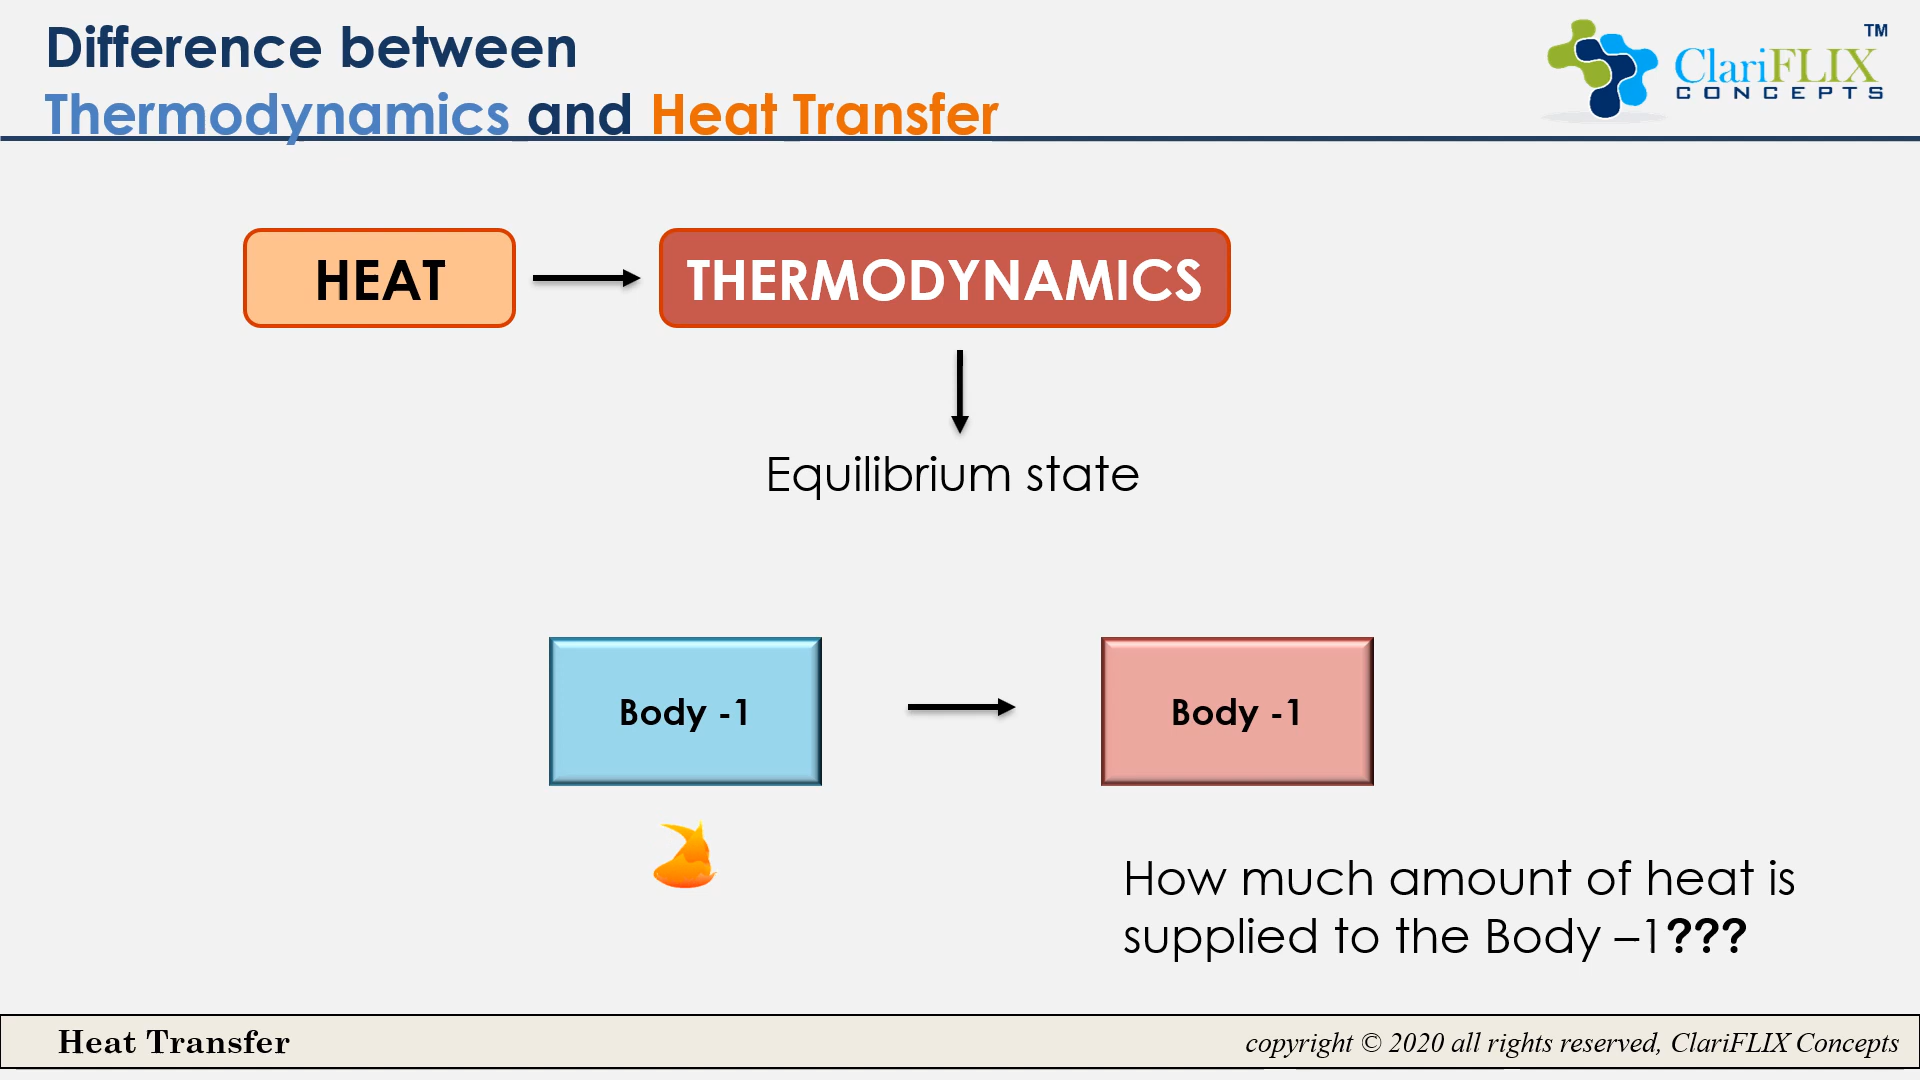 Difference between
Thermodynamics and Heat Transfer
TM
ClariFLIX
CONCEPTS
HEAT
THERMODYNAMICS
Equilibrium state
Body -1
Body -1
How much amount of heat is
supplied to the Body –1???
Heat Transfer
copyright © 2020 all rights reserved, ClariFLIX Concepts